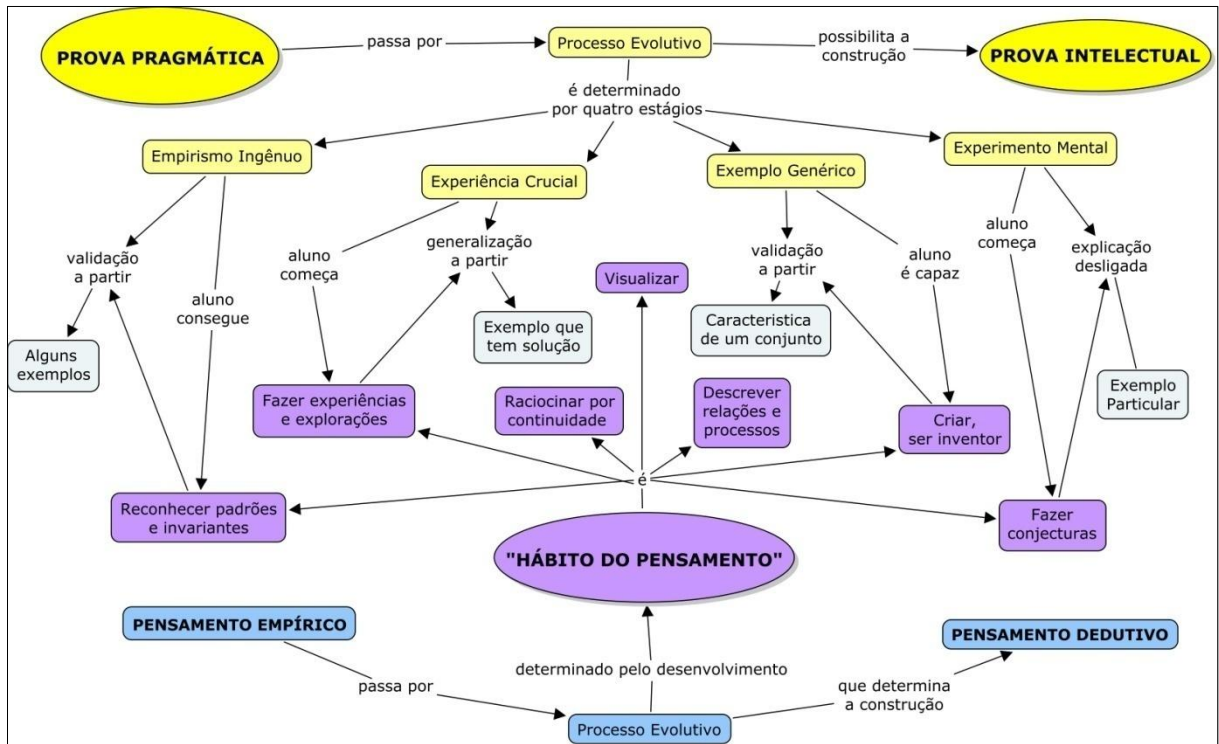 PROVA PRAGMÁTICA
passa por
Processo Evolutivo
possibilita a
construção
PROVA INTELECTUAL
é determinado
por quatro estágios
Empirismo Ingênuo
Experiência Crucial
Exemplo Genérico
Experimento Mental
validação
a partir
aluno
consegue
aluno
começa
generalização
a partir
validação
a partir
aluno
é capaz
aluno
começa
explicação
desligada
Visualizar
Alguns
exemplos
Exemplo que
tem solução
Caracteristica
de um conjunto
Exemplo
Particular
Fazer experiências
e explorações
Raciocinar por
continuidade
Descrever
relações e
processos
Criar,
ser inventor
é
Reconhecer padrões
e invariantes
Fazer
conjecturas
"HÁBITO DO PENSAMENTO"
PENSAMENTO EMPÍRICO
PENSAMENTO DEDUTIVO
determinado pelo desenvolvimento
passa por
que determina
a construção
Processo Evolutivo